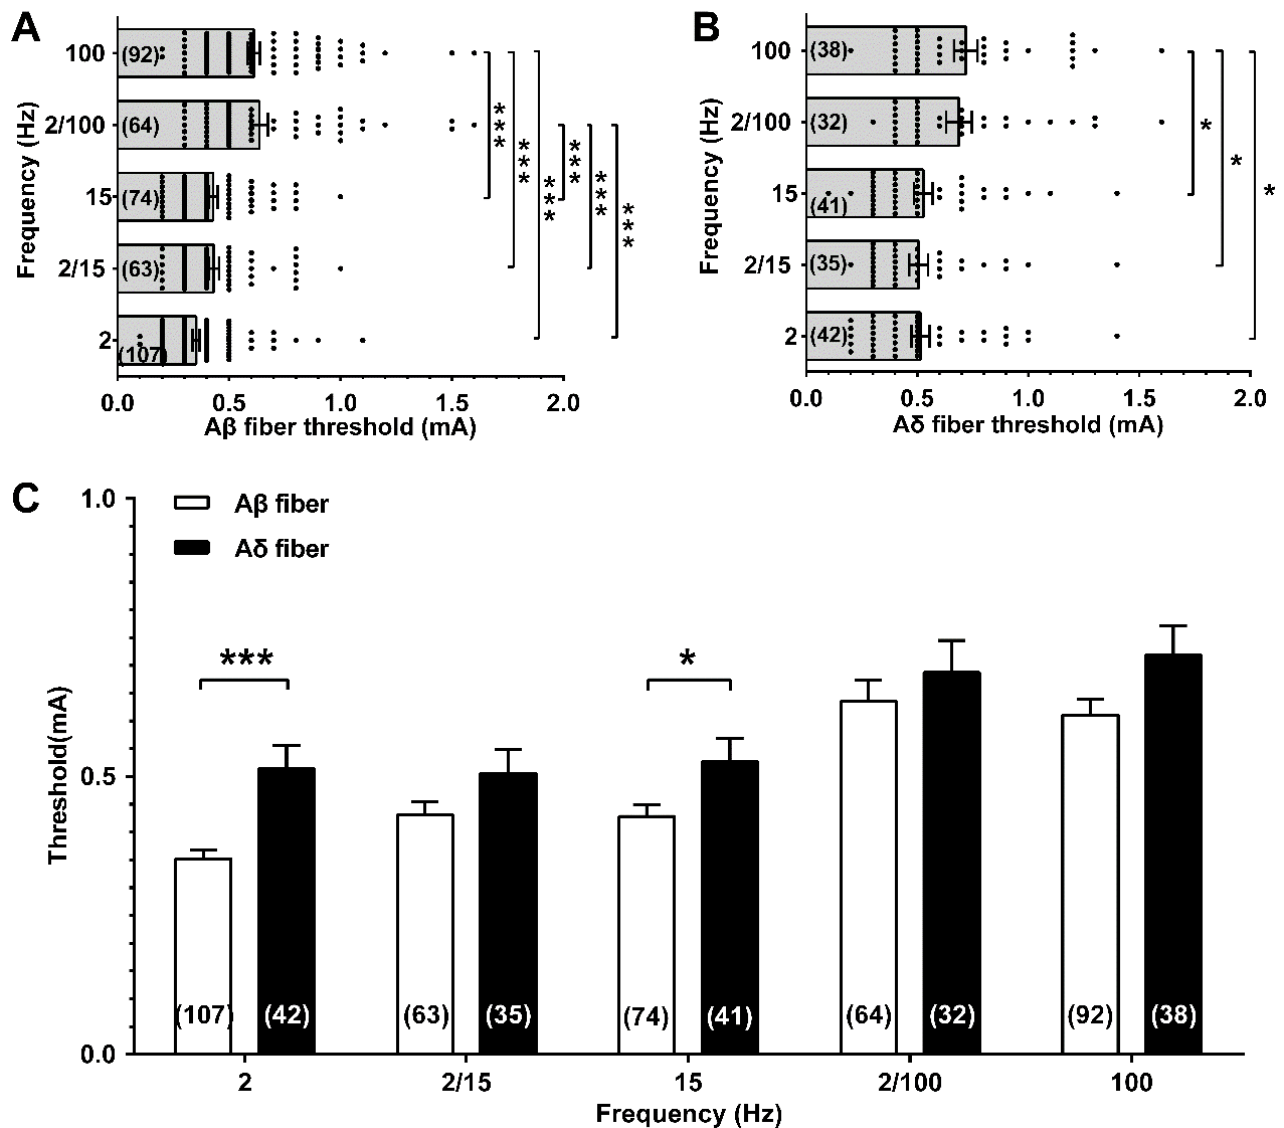 A
Frequency (Hz)
100 (92)
2/100 (64)
15 (74)
2/15 (63)
2 (107)
*** *** *** *** *** ***
0.0 0.5 1.0 1.5 2.0
Aβ fiber threshold (mA)
B
Frequency (Hz)
100 (38)
2/100 (32)
15 (41)
2/15 (35)
2 (42)
* * *
0.0 0.5 1.0 1.5 2.0
Aδ fiber threshold (mA)
C
Aβ fiber
Aδ fiber
Threshold(mA)
1.0
0.5
0.0
*** *
(107) (42) (63) (35) (74) (41) (64) (32) (92) (38)
2 2/15 15 2/100 100
Frequency (Hz)